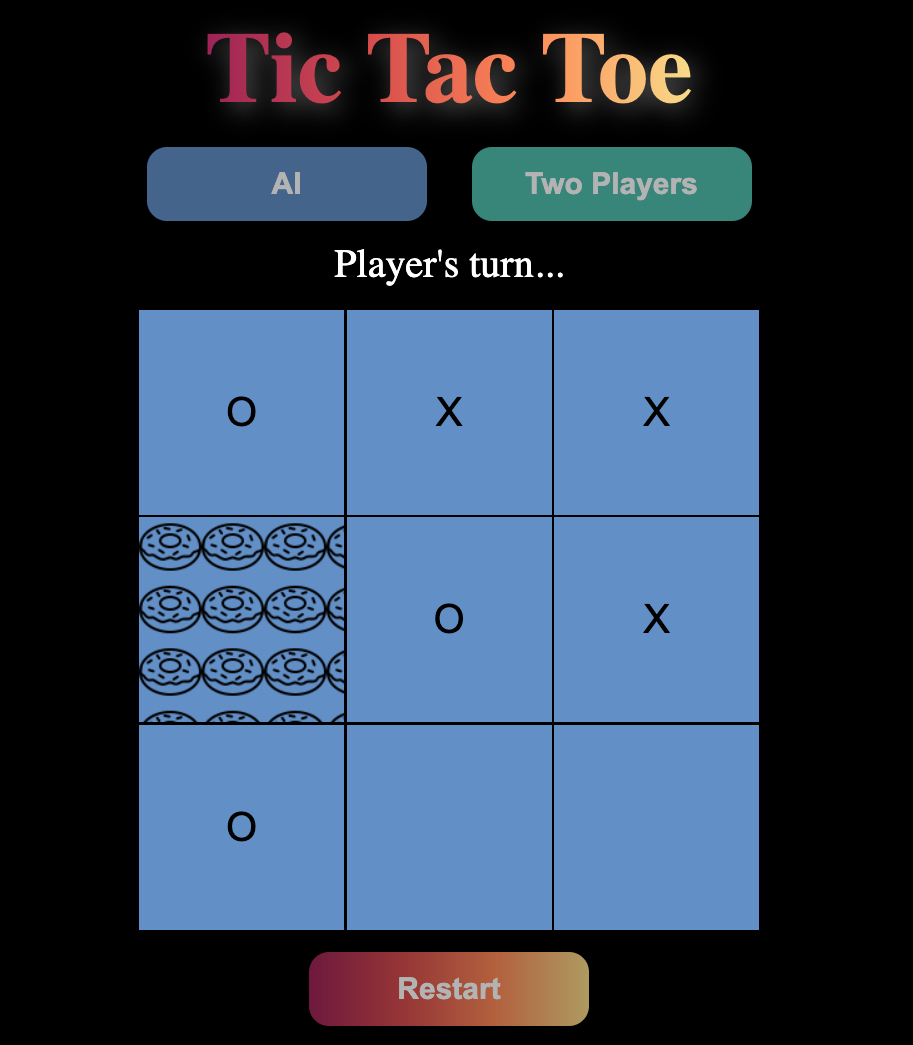 Tic Tac Toe
AI Two Players
Player's turn...
O X X
O X
O
Restart